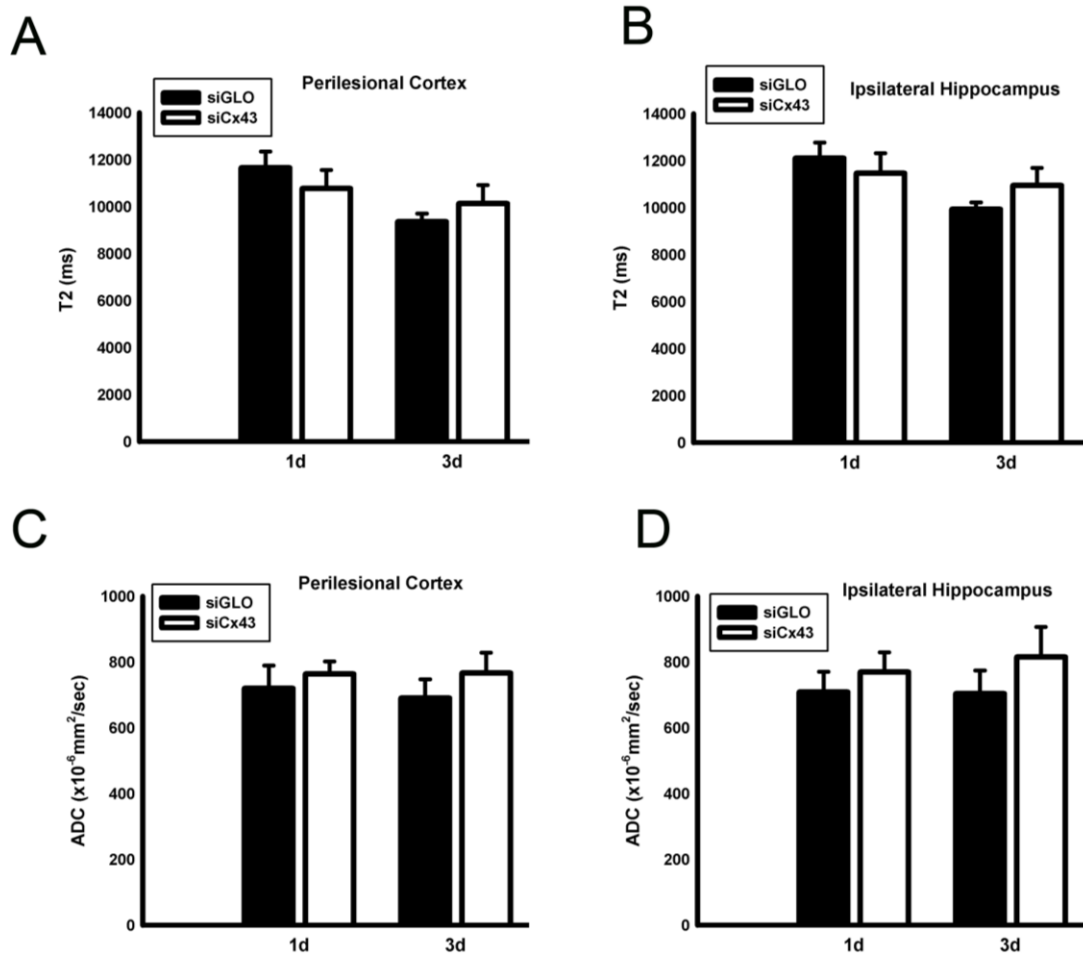 A
Perilesional Cortex
siGLO
siCx43
T2 (ms)
14000
12000
10000
8000
6000
4000
2000
0
1d
3d
B
Ipsilateral Hippocampus
siGLO
siCx43
T2 (ms)
14000
12000
10000
8000
6000
4000
2000
0
1d
3d
C
Perilesional Cortex
siGLO
siCx43
ADC (x10⁻⁶mm²/sec)
1000
800
600
400
200
0
1d
3d
D
Ipsilateral Hippocampus
siGLO
siCx43
ADC (x10⁻⁶mm²/sec)
1000
800
600
400
200
0
1d
3d